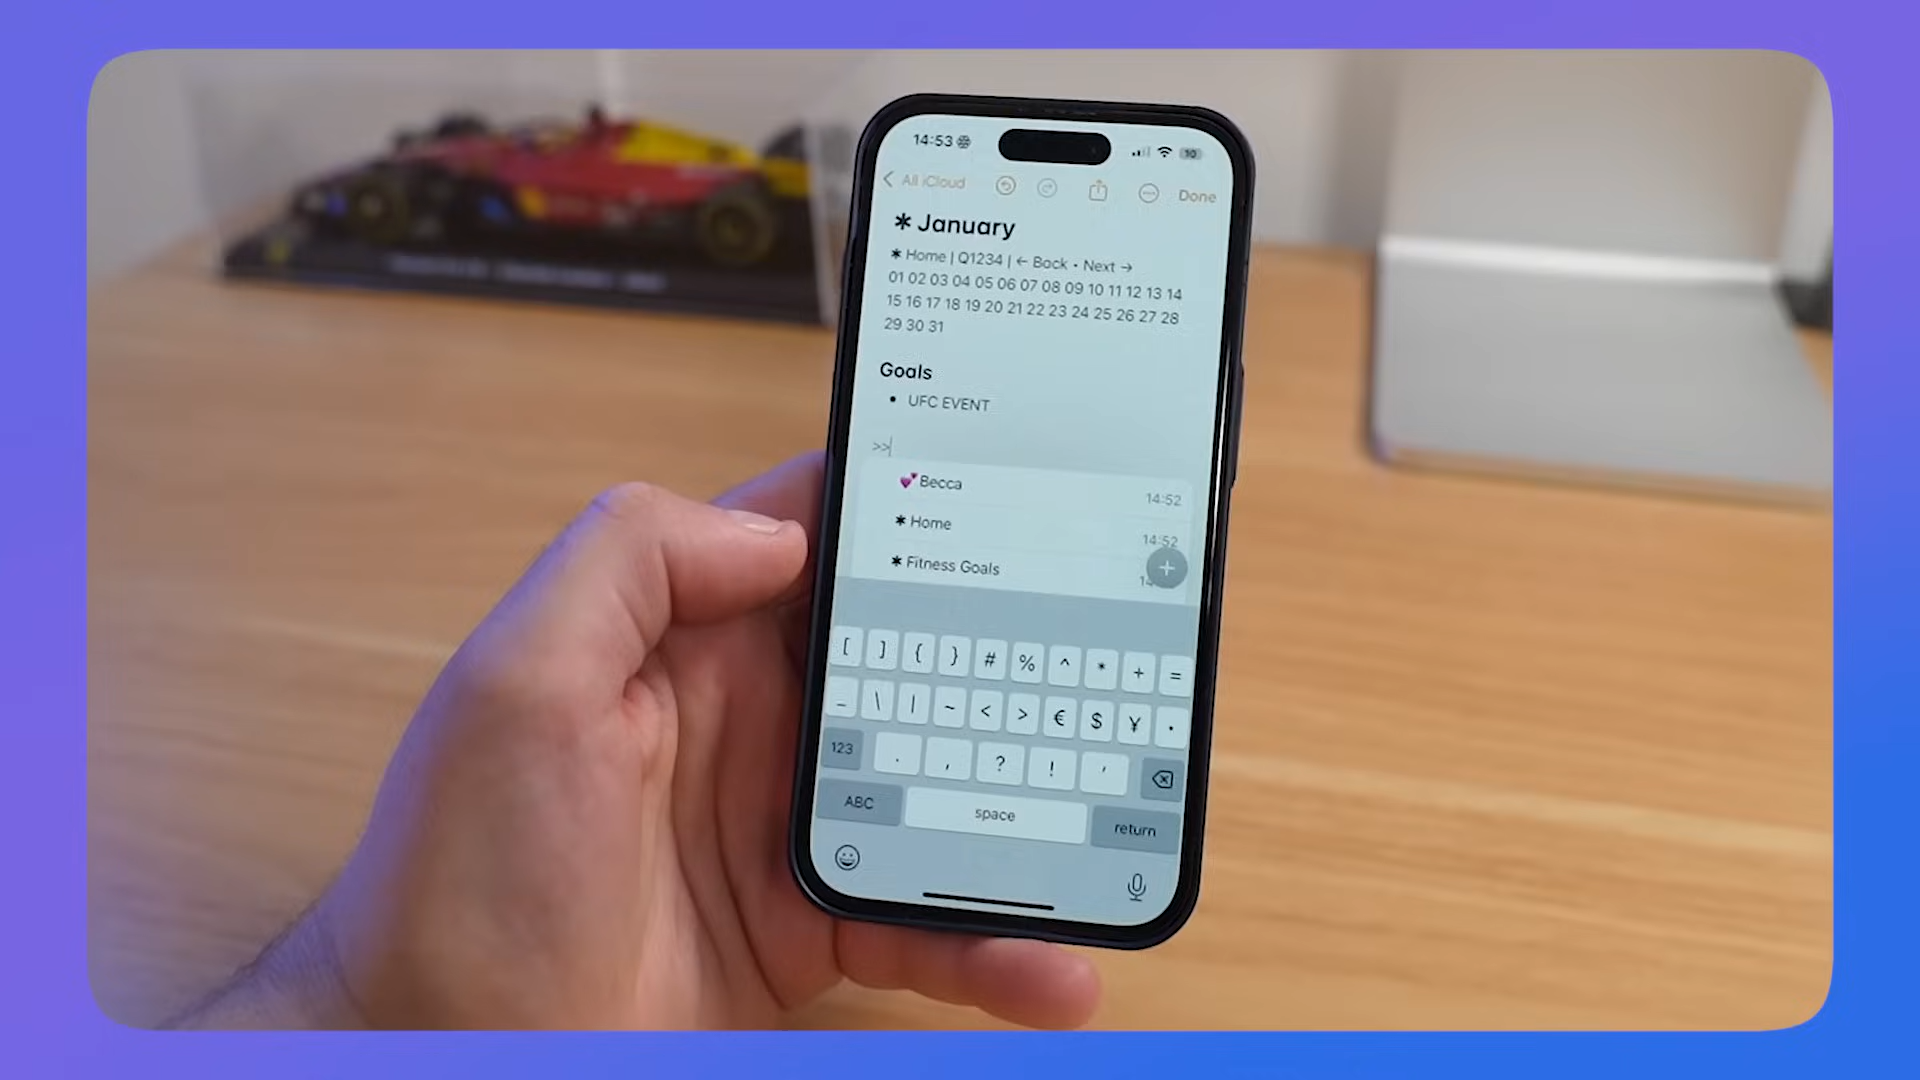 14:53
10
All iCloud
Done
* January
* Home | Q1234 | ← Back • Next →
01 02 03 04 05 06 07 08 09 10 11 12 13 14
15 16 17 18 19 20 21 22 23 24 25 26 27 28
29 30 31
Goals
• UFC EVENT
>>
💕 Becca
14:52
* Home
14:52
* Fitness Goals
[ ] { } # % ^ * + =
_ \ | ~ < > € $ ¥ •
123 . , ? ! '
ABC space return